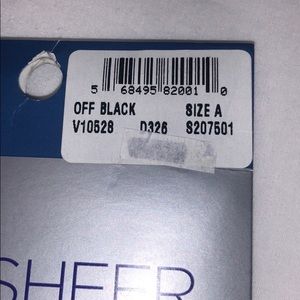 5 68495 82001 0
OFF BLACK SIZE A
V10528 D326 S207501
SHEER